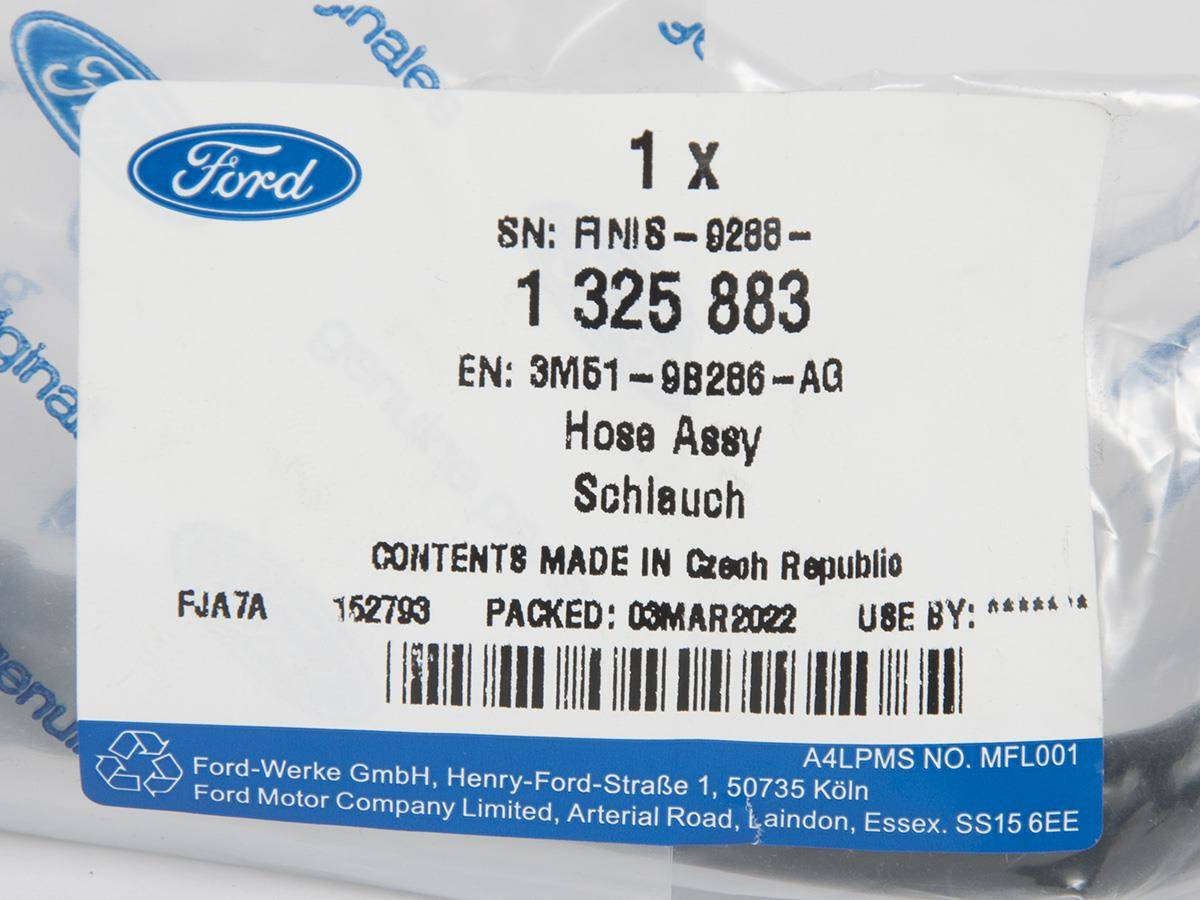 Ford
1 x
SN: FINIS-9288-
1 325 883
EN: 3M51-9B286-AG
Hose Assy
Schlauch
CONTENTS MADE IN Czech Republic
FJA7A 152793 PACKED: 03MAR2022 USE BY: *******
A4LPMS NO. MFL001
Ford-Werke GmbH, Henry-Ford-Straße 1, 50735 Köln
Ford Motor Company Limited, Arterial Road, Laindon, Essex. SS15 6EE